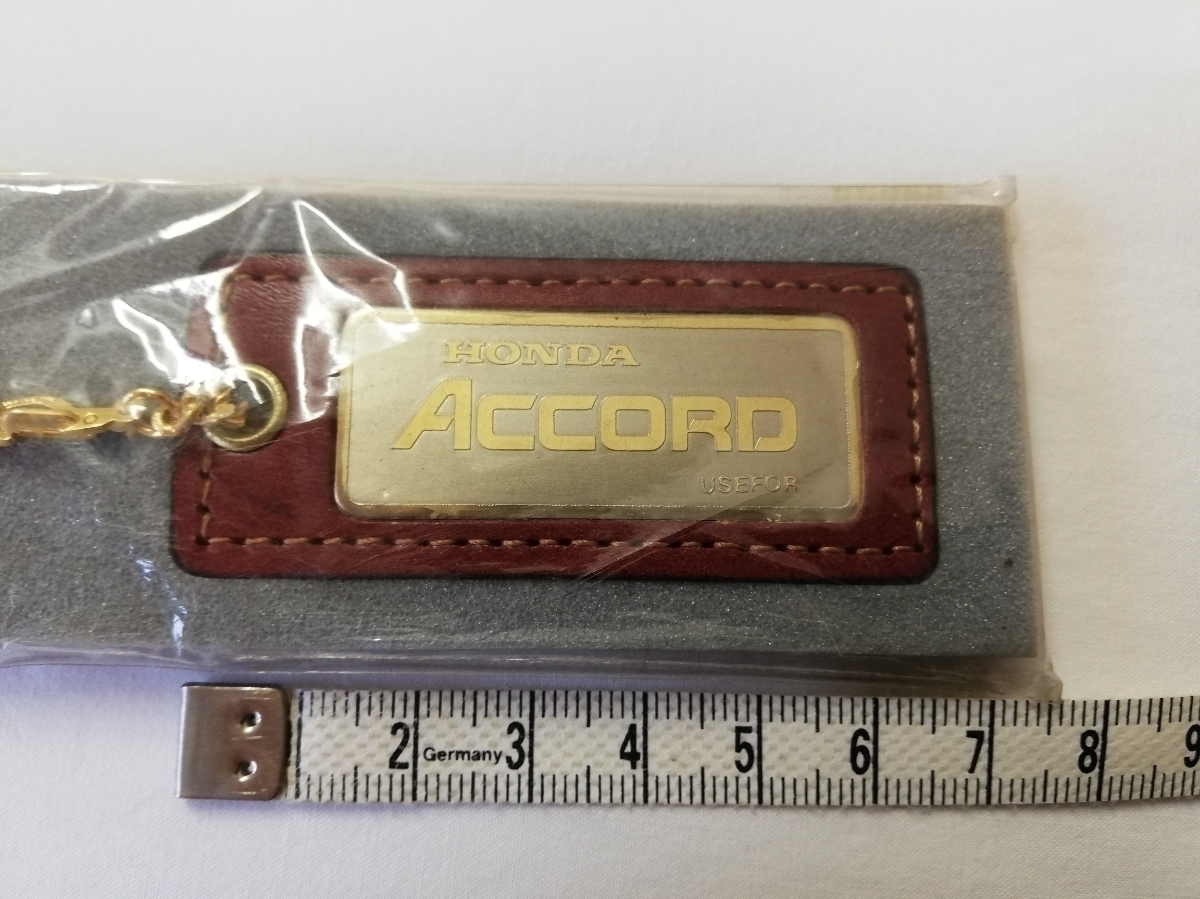 HONDA
ACCORD
USEFOR
2 Germany 3 4 5 6 7 8 9